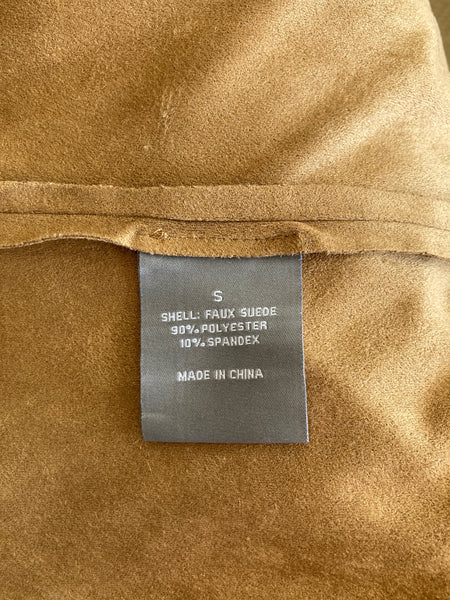 S
SHELL: FAUX SUEDE
90% POLYESTER
10% SPANDEX
MADE IN CHINA